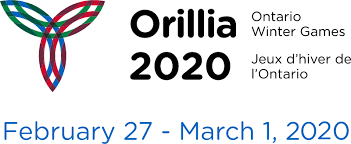 Orillia
2020
Ontario
Winter Games
Jeux d'hiver de
l'Ontario
February 27 - March 1, 2020